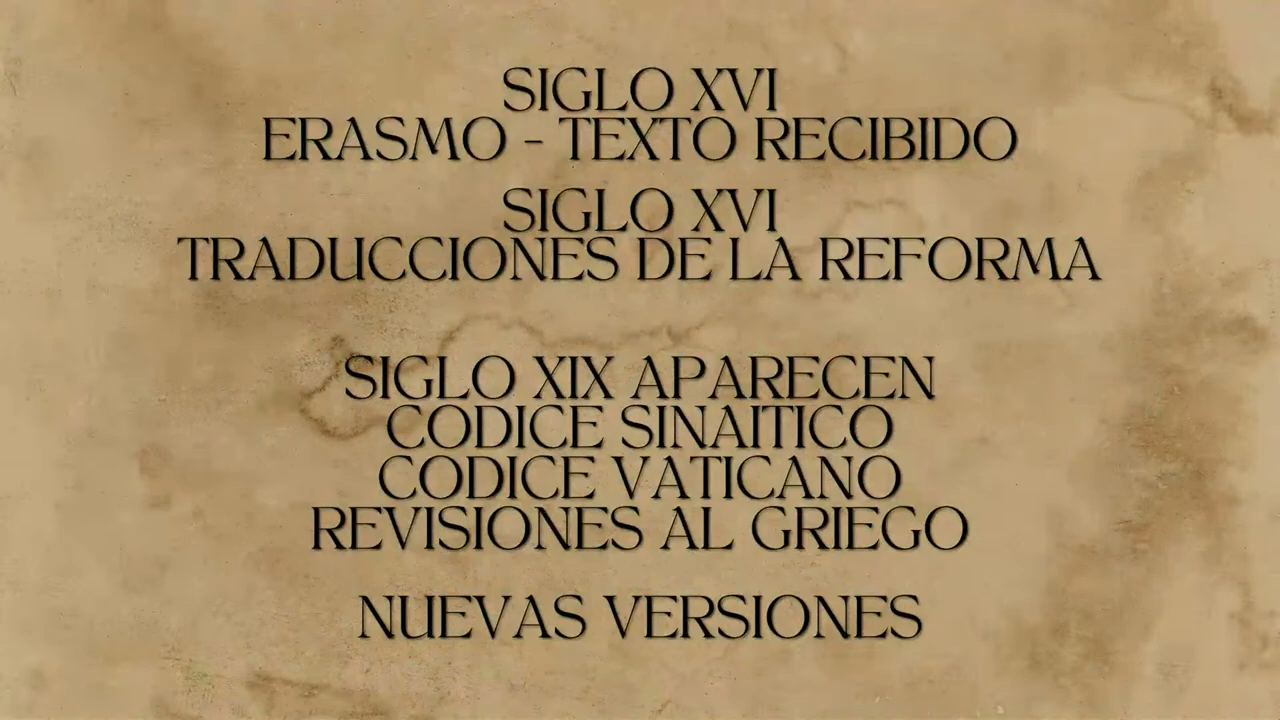 SIGLO XVI
ERASMO - TEXTO RECIBIDO
SIGLO XVI
TRADUCCIONES DE LA REFORMA
SIGLO XIX APARECEN
CODICE SINAITICO
CODICE VATICANO
REVISIONES AL GRIEGO
NUEVAS VERSIONES